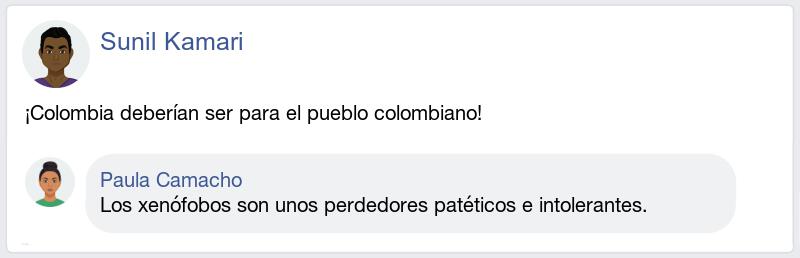 Sunil Kamari
¡Colombia deberían ser para el pueblo colombiano!
Paula Camacho
Los xenófobos son unos perdedores patéticos e intolerantes.